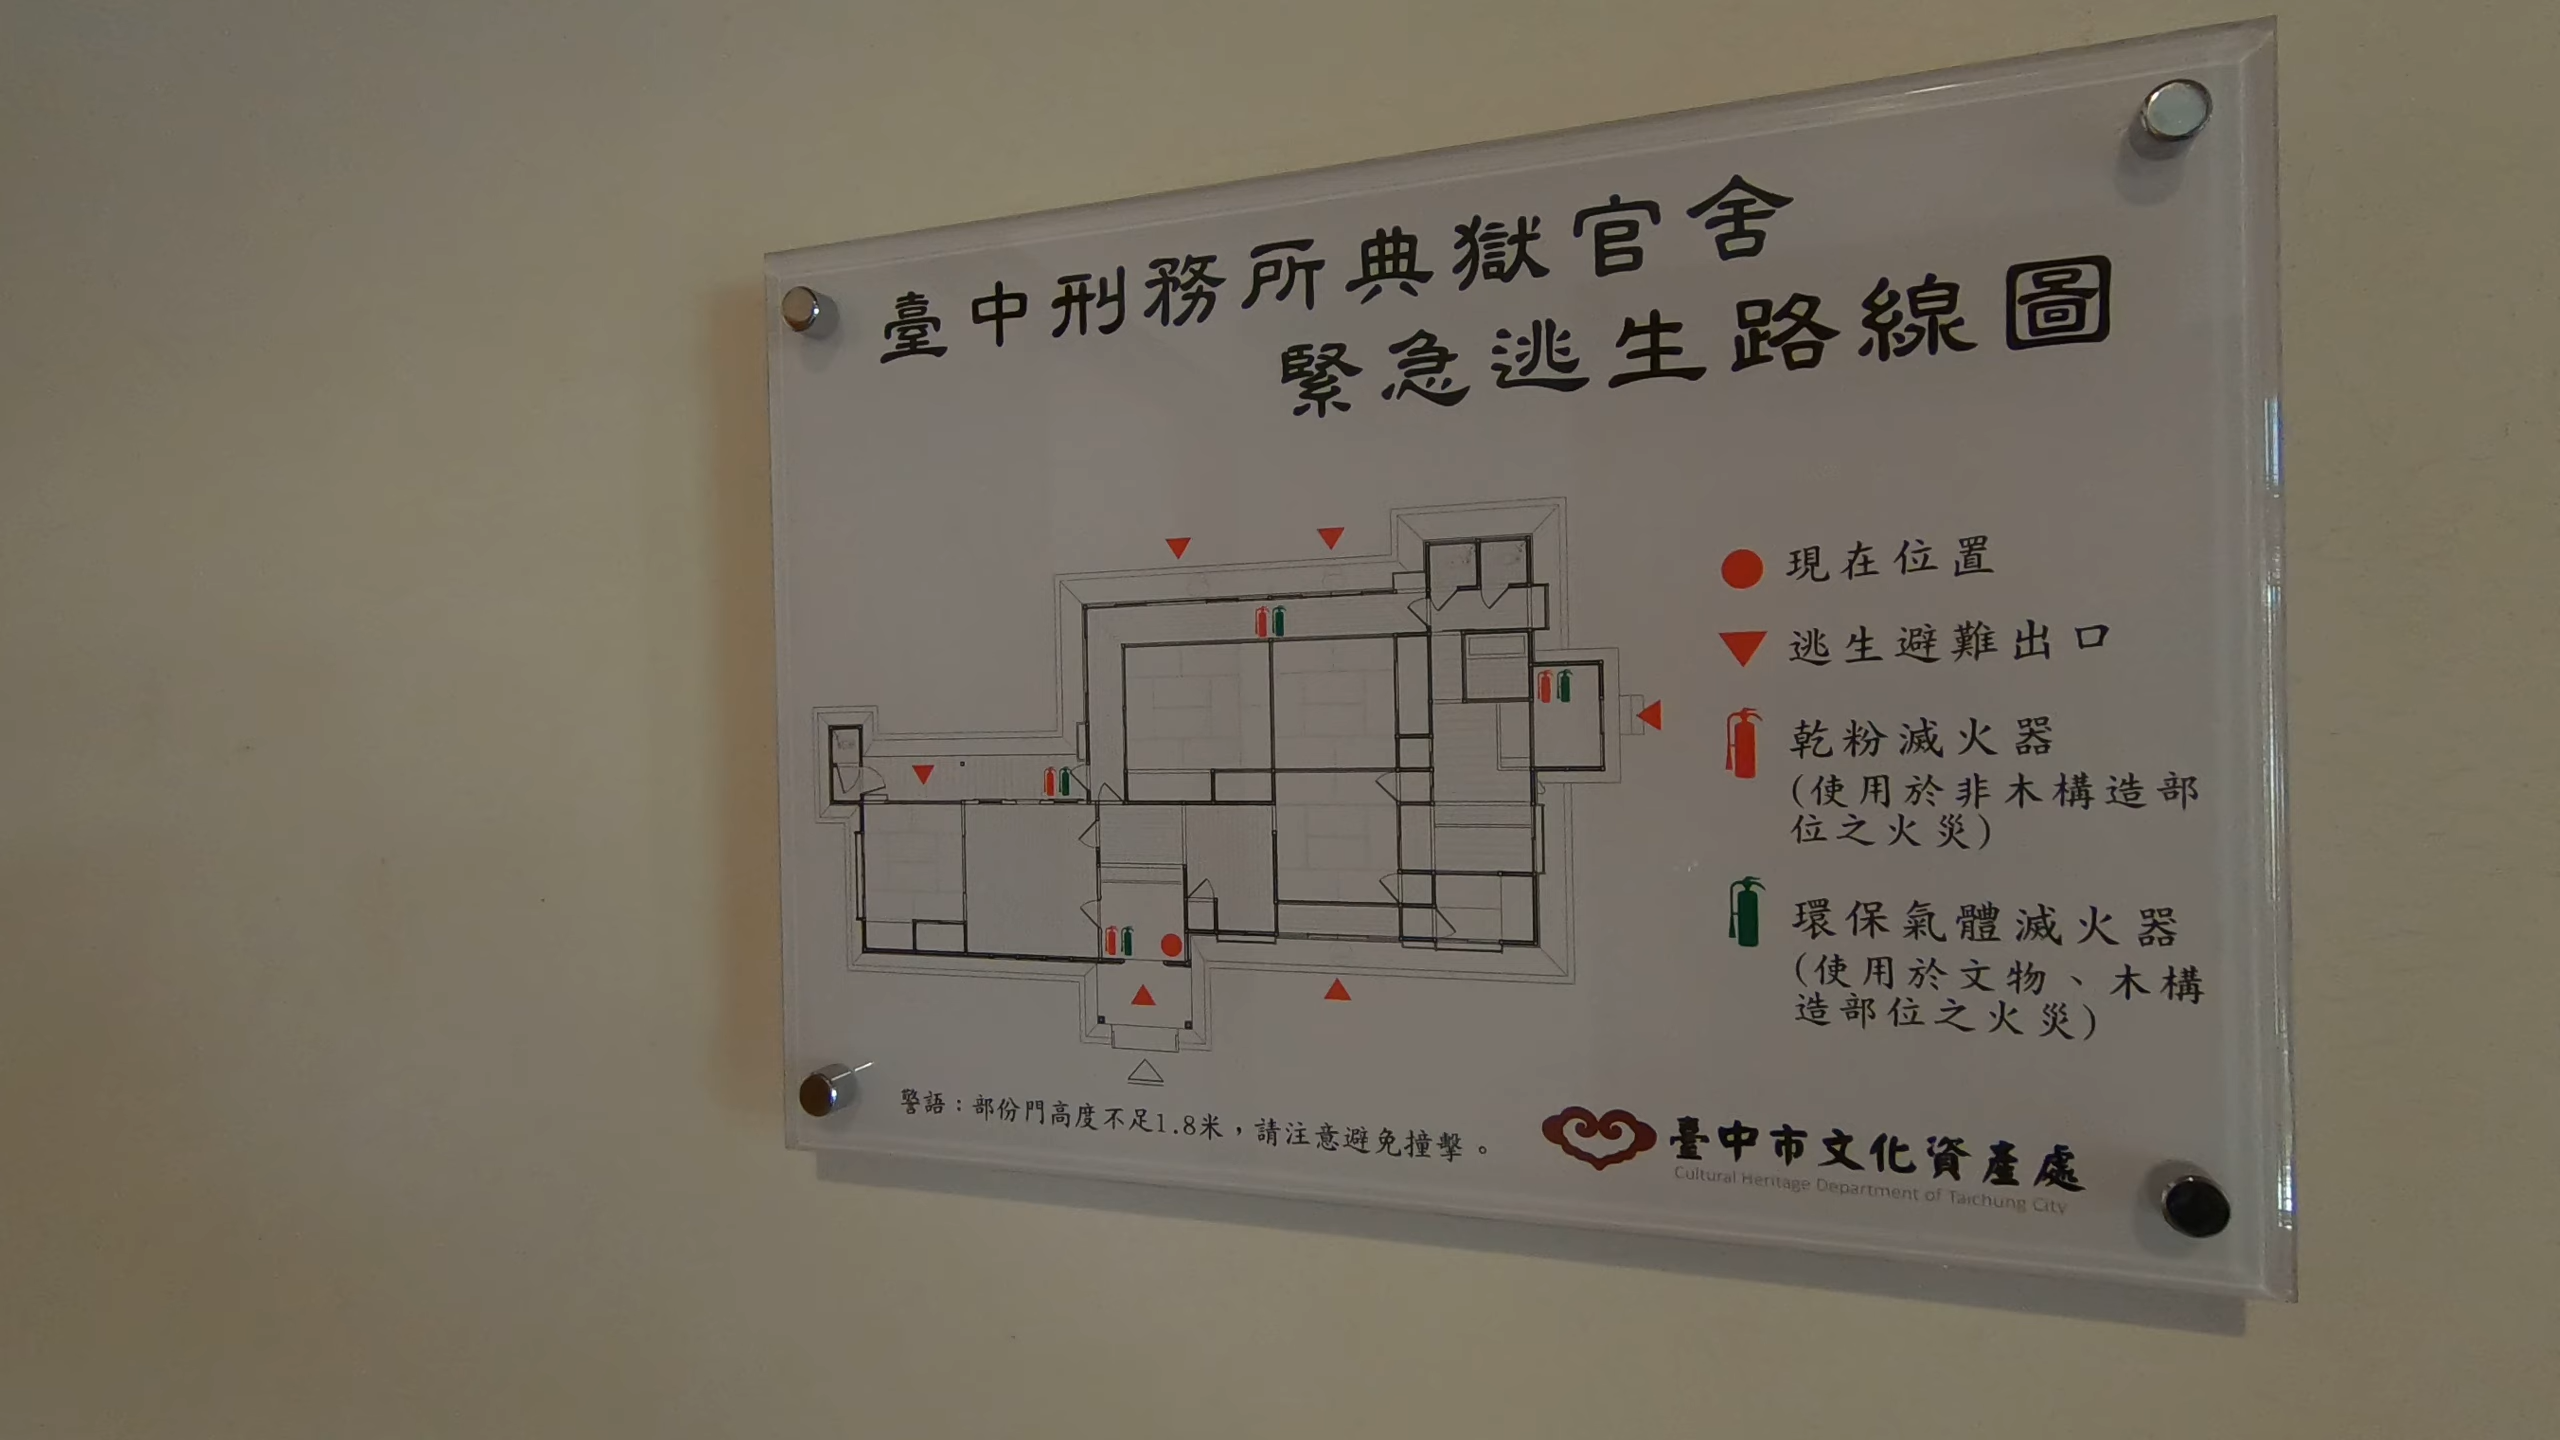 臺中刑務所典獄官舍
緊急逃生路線圖
現在位置
逃生避難出口
乾粉滅火器
(使用於非木構造部
位之火災)
環保氣體滅火器
(使用於文物、木構
造部位之火災)
警語：部份門高度不足1.8米，請注意避免撞擊。
臺中市文化資產處
Cultural Heritage Department of Taichung City